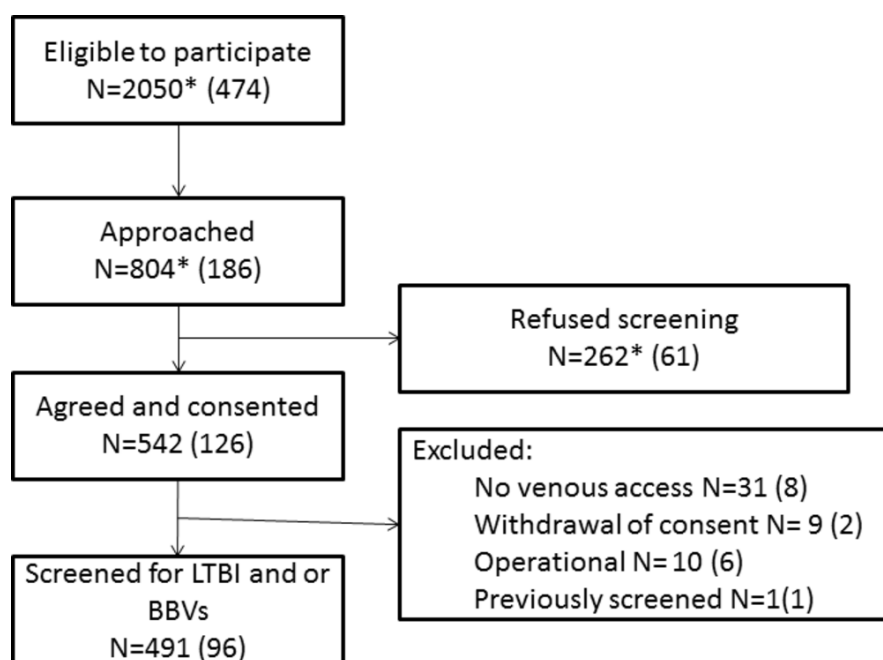 Eligible to participate
N=2050* (474)
Approached
N=804* (186)
Refused screening
N=262* (61)
Agreed and consented
N=542 (126)
Excluded:
No venous access N=31 (8)
Withdrawal of consent N= 9 (2)
Operational N= 10 (6)
Previously screened N=1(1)
Screened for LTBI and or
BBVs
N=491 (96)